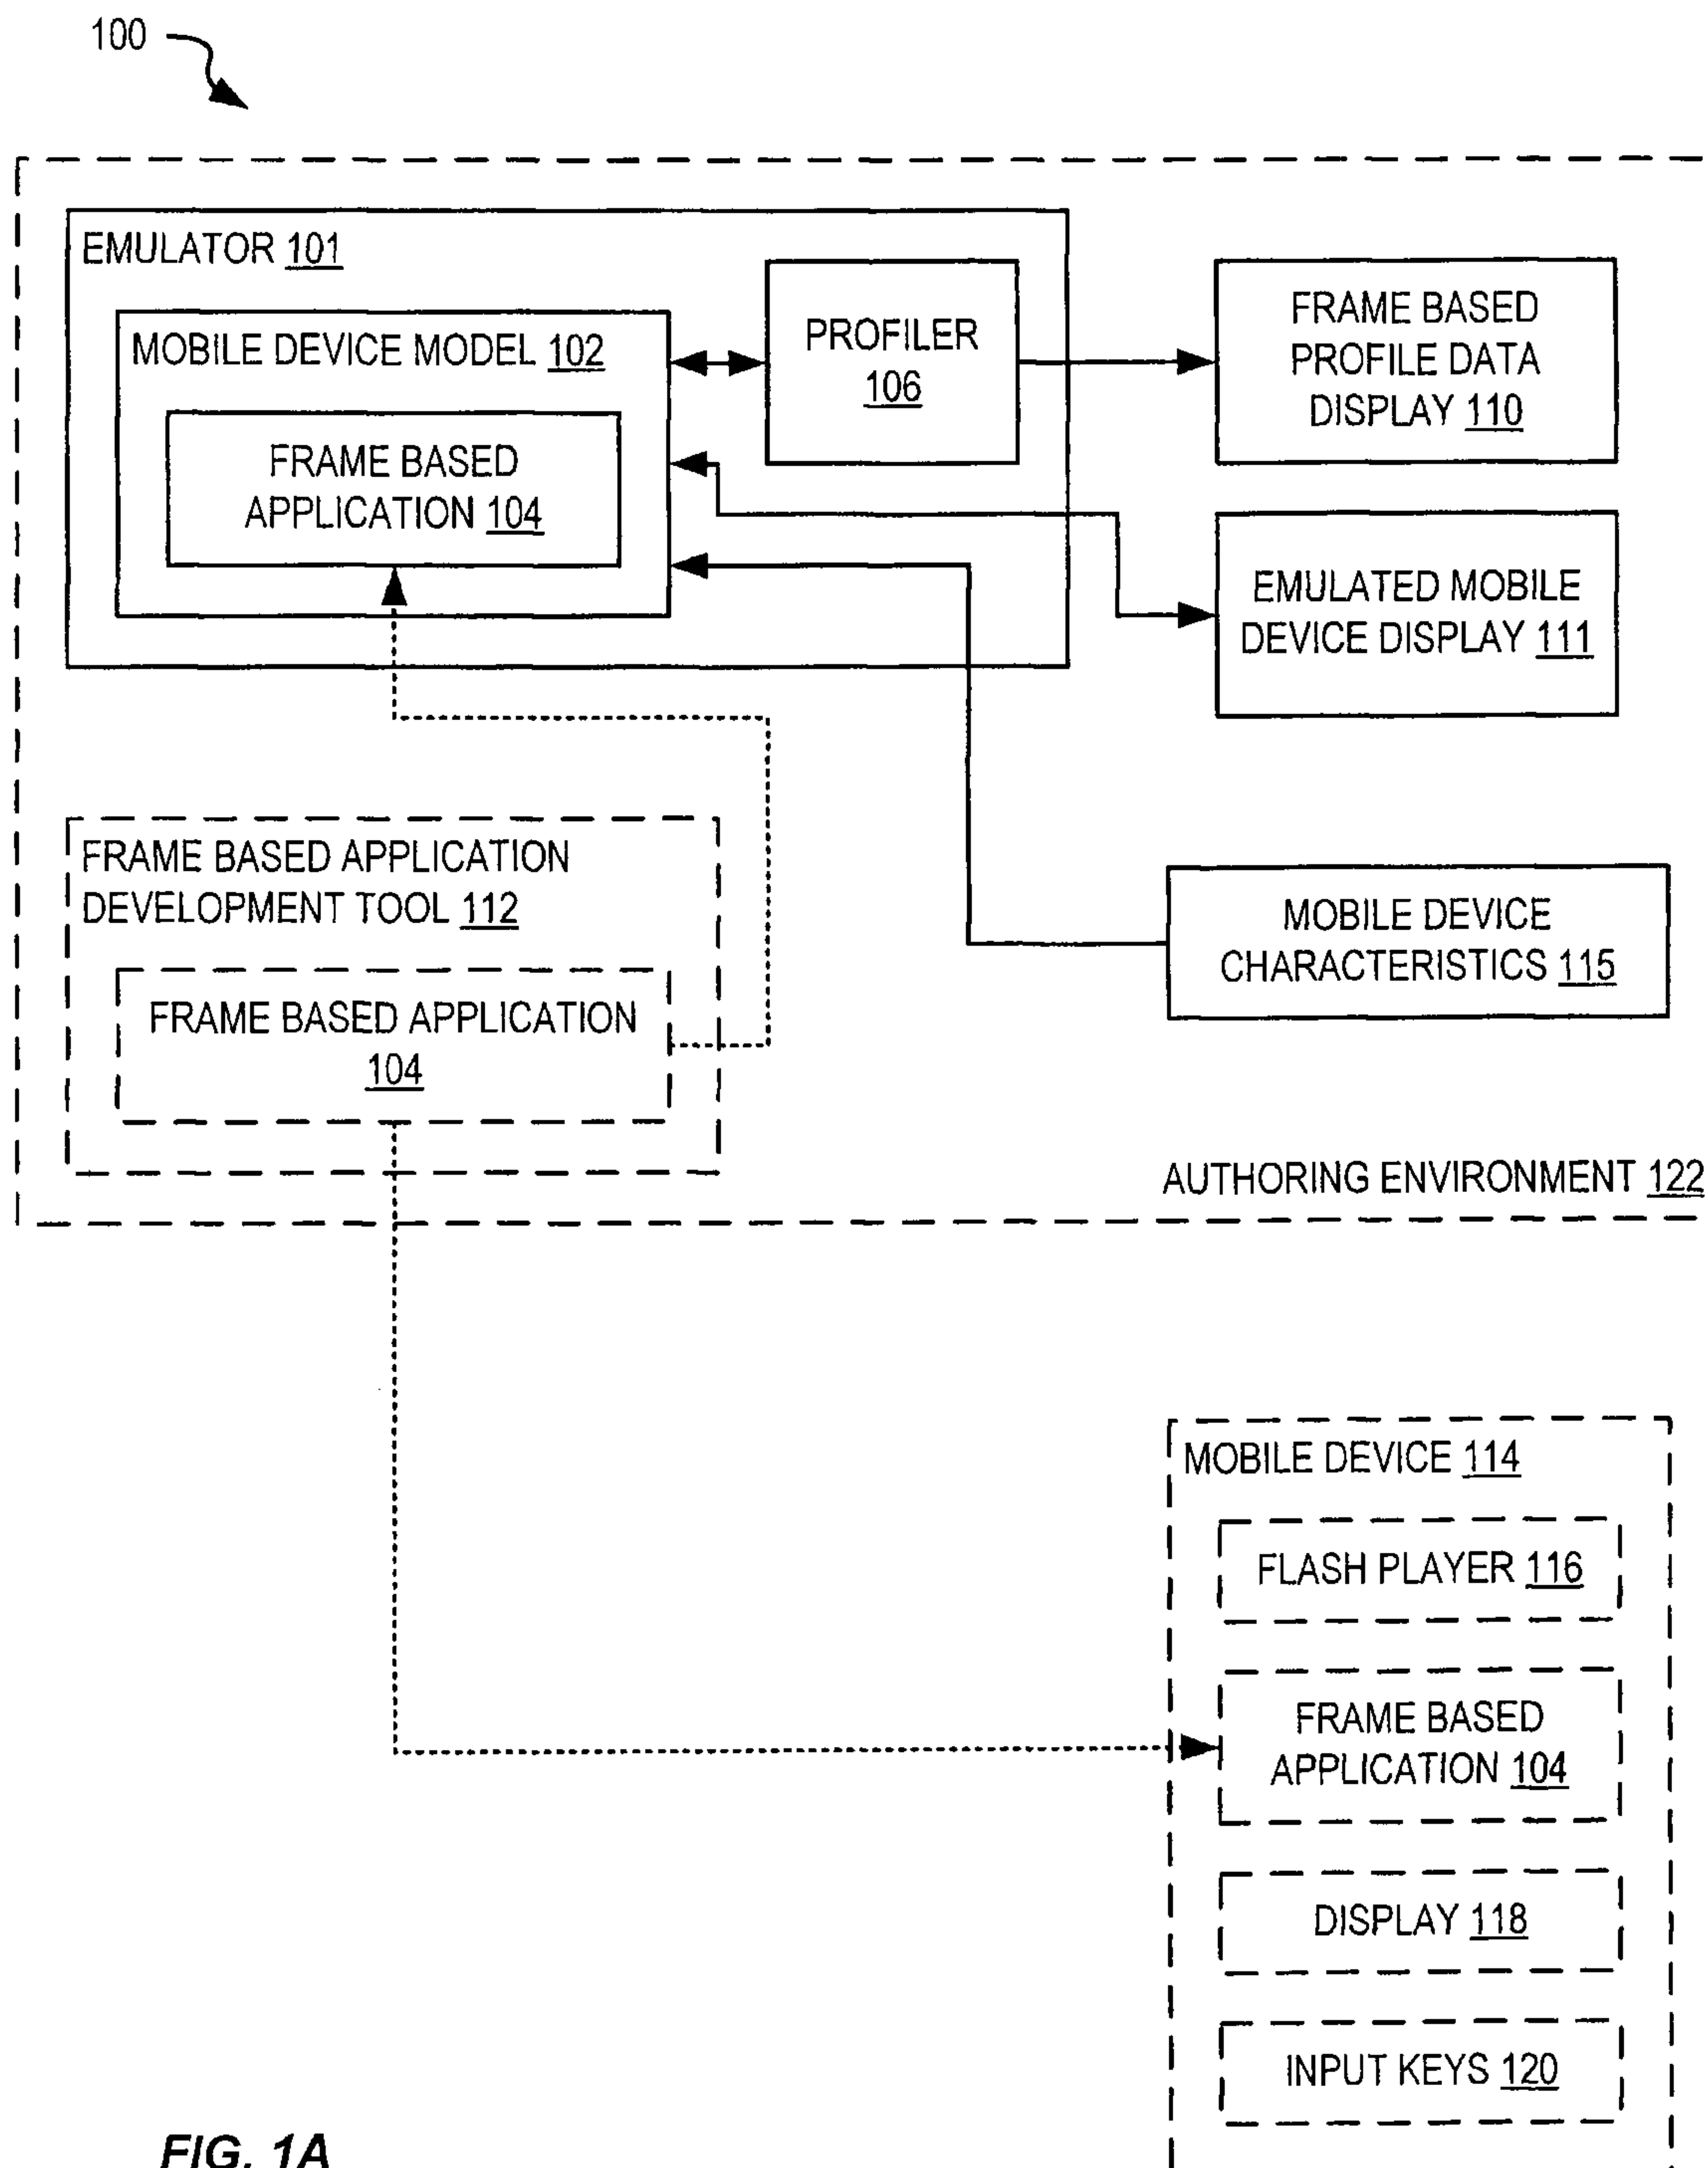 100
EMULATOR 101
MOBILE DEVICE MODEL 102
FRAME BASED
APPLICATION 104
PROFILER
106
FRAME BASED
PROFILE DATA
DISPLAY 110
EMULATED MOBILE
DEVICE DISPLAY 111
FRAME BASED APPLICATION
DEVELOPMENT TOOL 112
FRAME BASED APPLICATION
104
MOBILE DEVICE
CHARACTERISTICS 115
AUTHORING ENVIRONMENT 122
MOBILE DEVICE 114
FLASH PLAYER 116
FRAME BASED
APPLICATION 104
DISPLAY 118
INPUT KEYS 120
FIG. 1A